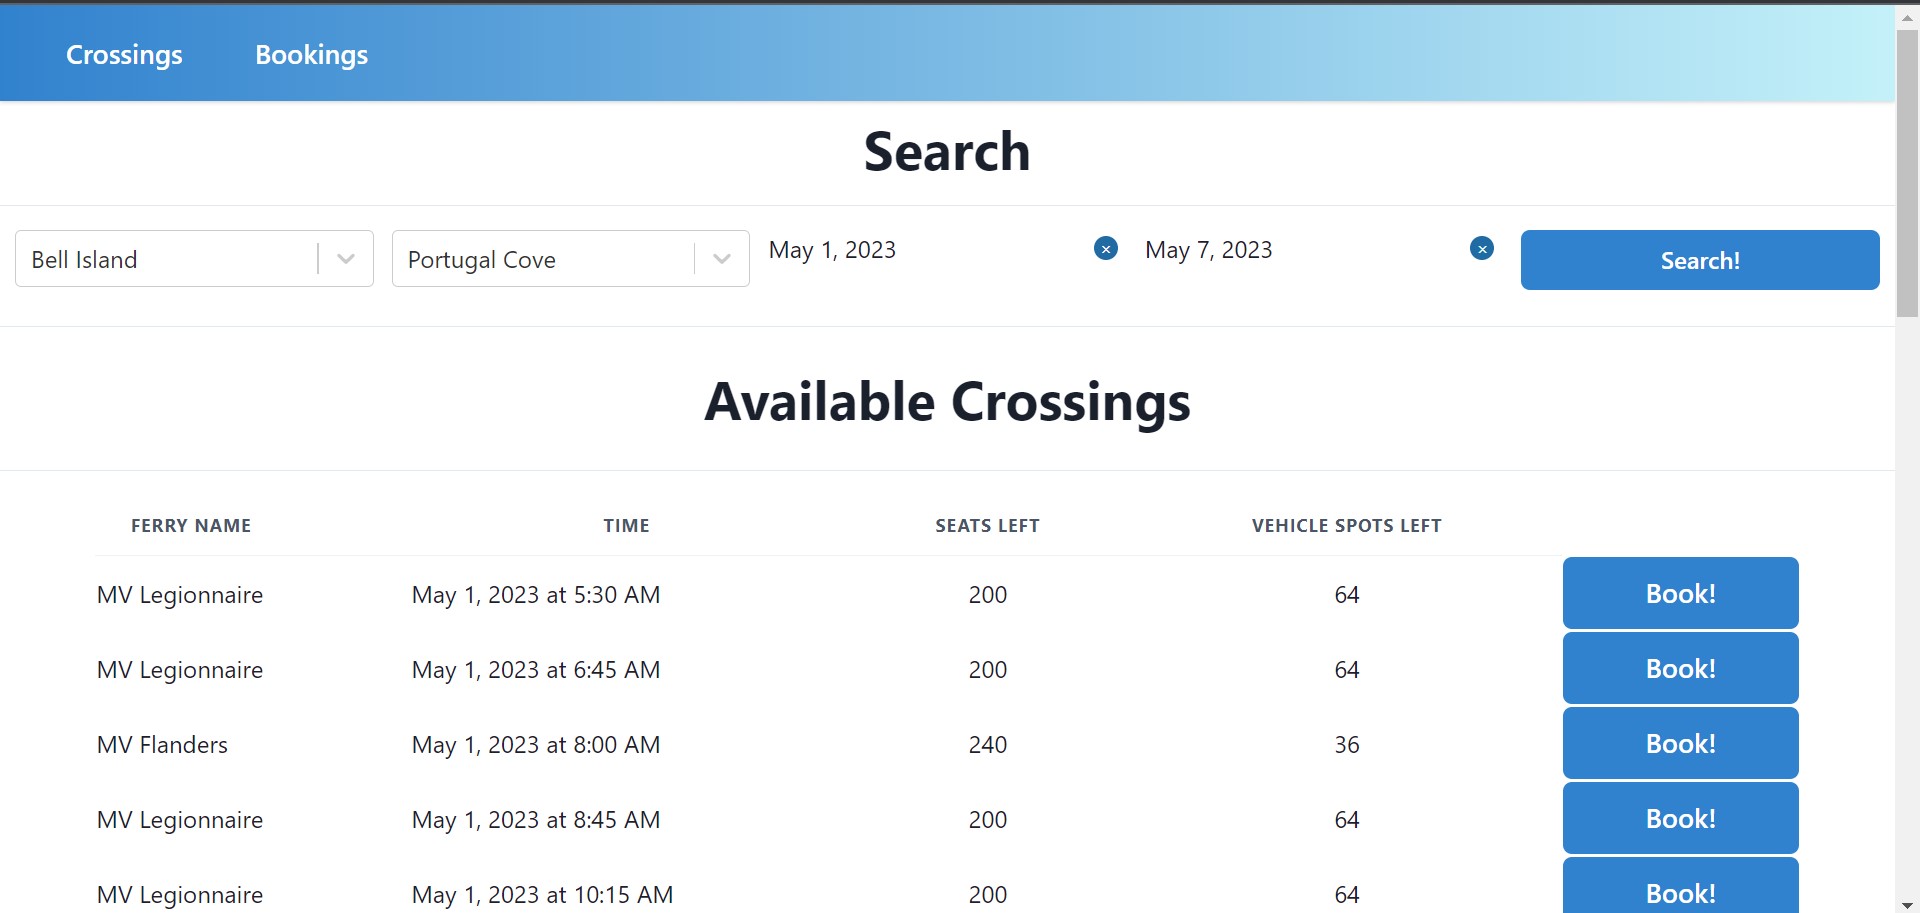 Crossings Bookings
Search
Bell Island Portugal Cove May 1, 2023 May 7, 2023 Search!
Available Crossings
FERRY NAME TIME SEATS LEFT VEHICLE SPOTS LEFT
MV Legionnaire May 1, 2023 at 5:30 AM 200 64 Book!
MV Legionnaire May 1, 2023 at 6:45 AM 200 64 Book!
MV Flanders May 1, 2023 at 8:00 AM 240 36 Book!
MV Legionnaire May 1, 2023 at 8:45 AM 200 64 Book!
MV Legionnaire May 1, 2023 at 10:15 AM 200 64 Book!